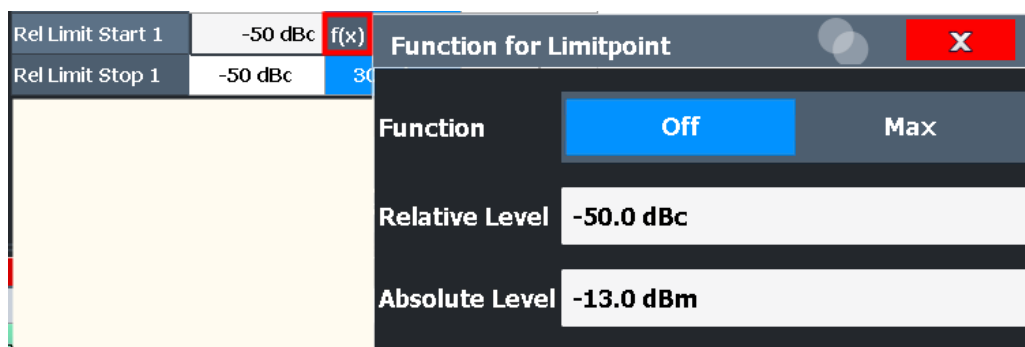 Rel Limit Start 1 -50 dBc f(x)
Function for Limitpoint X
Rel Limit Stop 1 -50 dBc 30
Function Off Max
Relative Level -50.0 dBc
Absolute Level -13.0 dBm